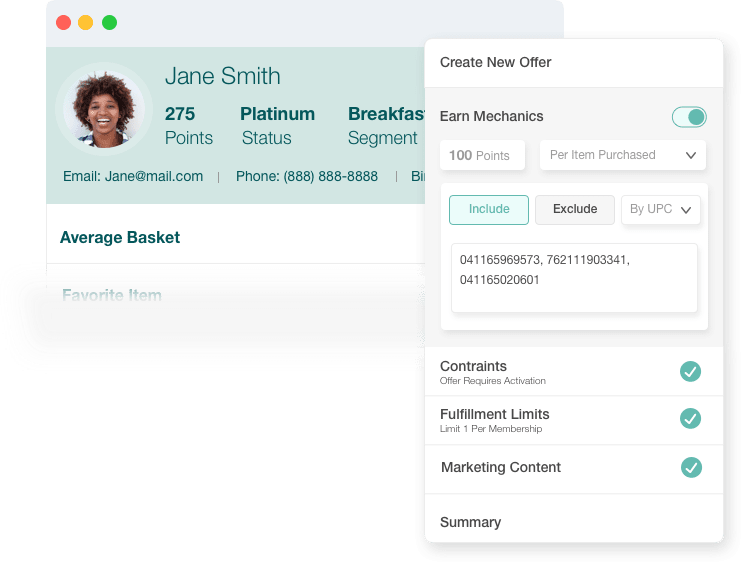 Jane Smith
275 Platinum Breakfast
Points Status Segment
Email: Jane@mail.com | Phone: (888) 888-8888 |
Average Basket
Favorite Item
Create New Offer
Earn Mechanics
100 Points Per Item Purchased
Include Exclude By UPC
041165969573, 762111903341,
041165020601
Contraints
Offer Requires Activation
Fulfillment Limits
Limit 1 Per Membership
Marketing Content
Summary